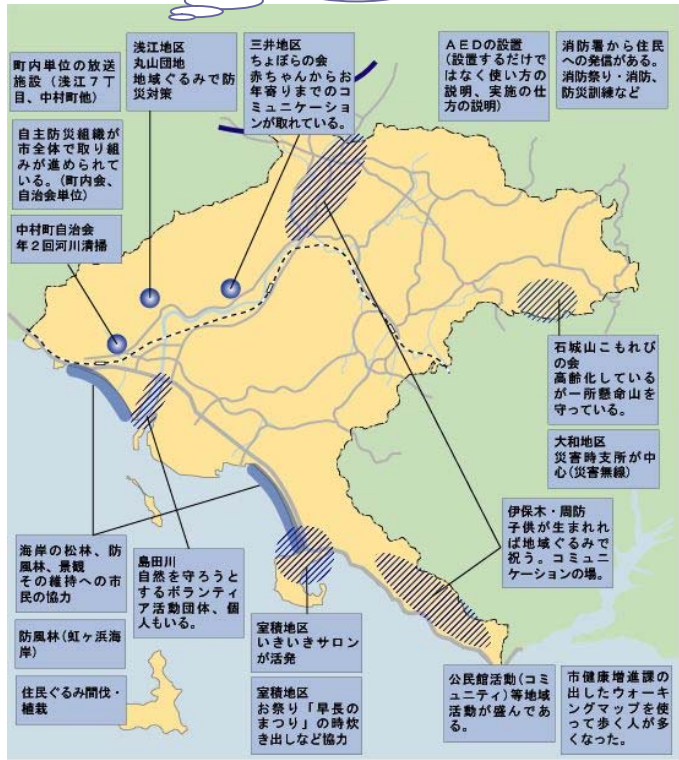 町内単位の放送
施設（浅江７丁
目、中村町他）
浅江地区
丸山団地
地域ぐるみで防
災対策
三井地区
ちょぼらの会
赤ちゃんからお
年寄りまでのコ
ミュニケーショ
ンが取れている。
ＡＥＤの設置
(設置するだけで
はなく使い方の
説明、実施の仕
方の説明)
消防署から住民
への発信がある。
消防祭り・消防、
防災訓練など
自主防災組織が
市全体で取り組
みが進められて
いる。(町内会、
自治会単位)
中村町自治会
年２回河川清掃
石城山こもれび
の会
高齢化している
が一所懸命山を
守っている。
大和地区
災害時支所が中
心(災害無線)
伊保木・周防
子供が生まれれ
ば地域ぐるみで
祝う。コミュニ
ケーションの場。
海岸の松林、防
風林、景観
その維持への市
民の協力
島田川
自然を守ろうと
するボランティ
ア活動団体、個
人もいる。
防風林(虹ヶ浜海
岸)
室積地区
いきいきサロン
が活発
住民ぐるみ間伐・
植栽
室積地区
お祭り「早長の
まつり」の時炊
き出しなど協力
公民館活動(コミ
ュニティ)等地域
活動が盛んであ
る。
市健康増進課の
出したウォーキ
ングマップを使
って歩く人が多
くなった。